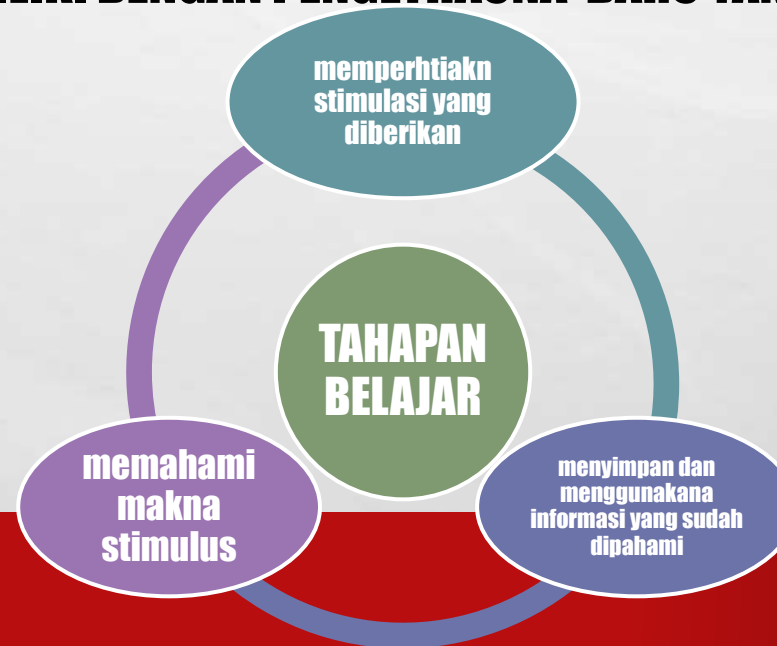 memperhtiakn
stimulasi yang
diberikan
TAHAPAN
BELAJAR
memahami
makna
stimulus
menyimpan dan
menggunakana
informasi yang sudah
dipahami